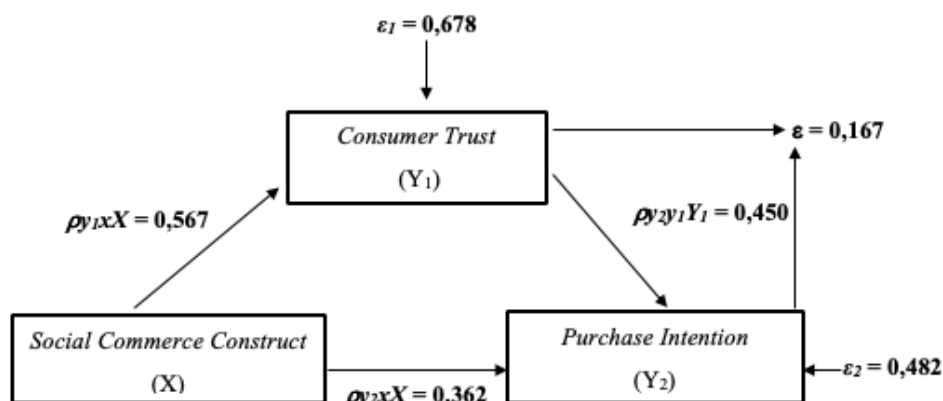 ε1 = 0,678
Consumer Trust
(Y1)
ε = 0,167
ρy1xX = 0,567
ρy2y1Y1 = 0,450
Social Commerce Construct
(X)
Purchase Intention
(Y2)
ε2 = 0,482
ρy2xX = 0,362